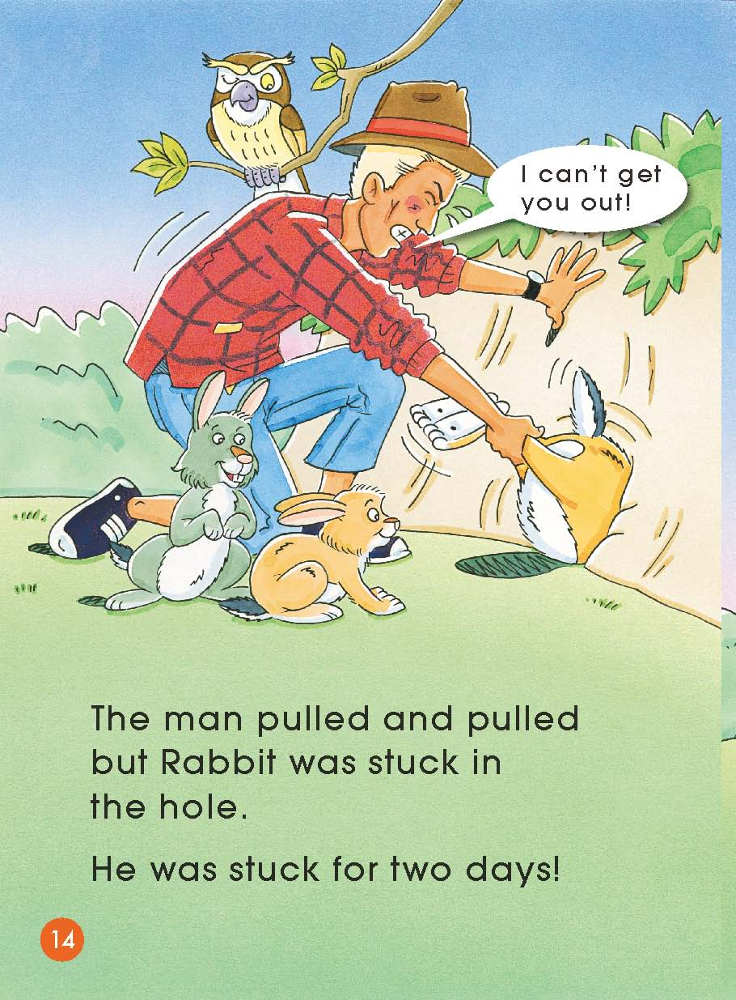 I can't get
you out!
The man pulled and pulled
but Rabbit was stuck in
the hole.
He was stuck for two days!
14